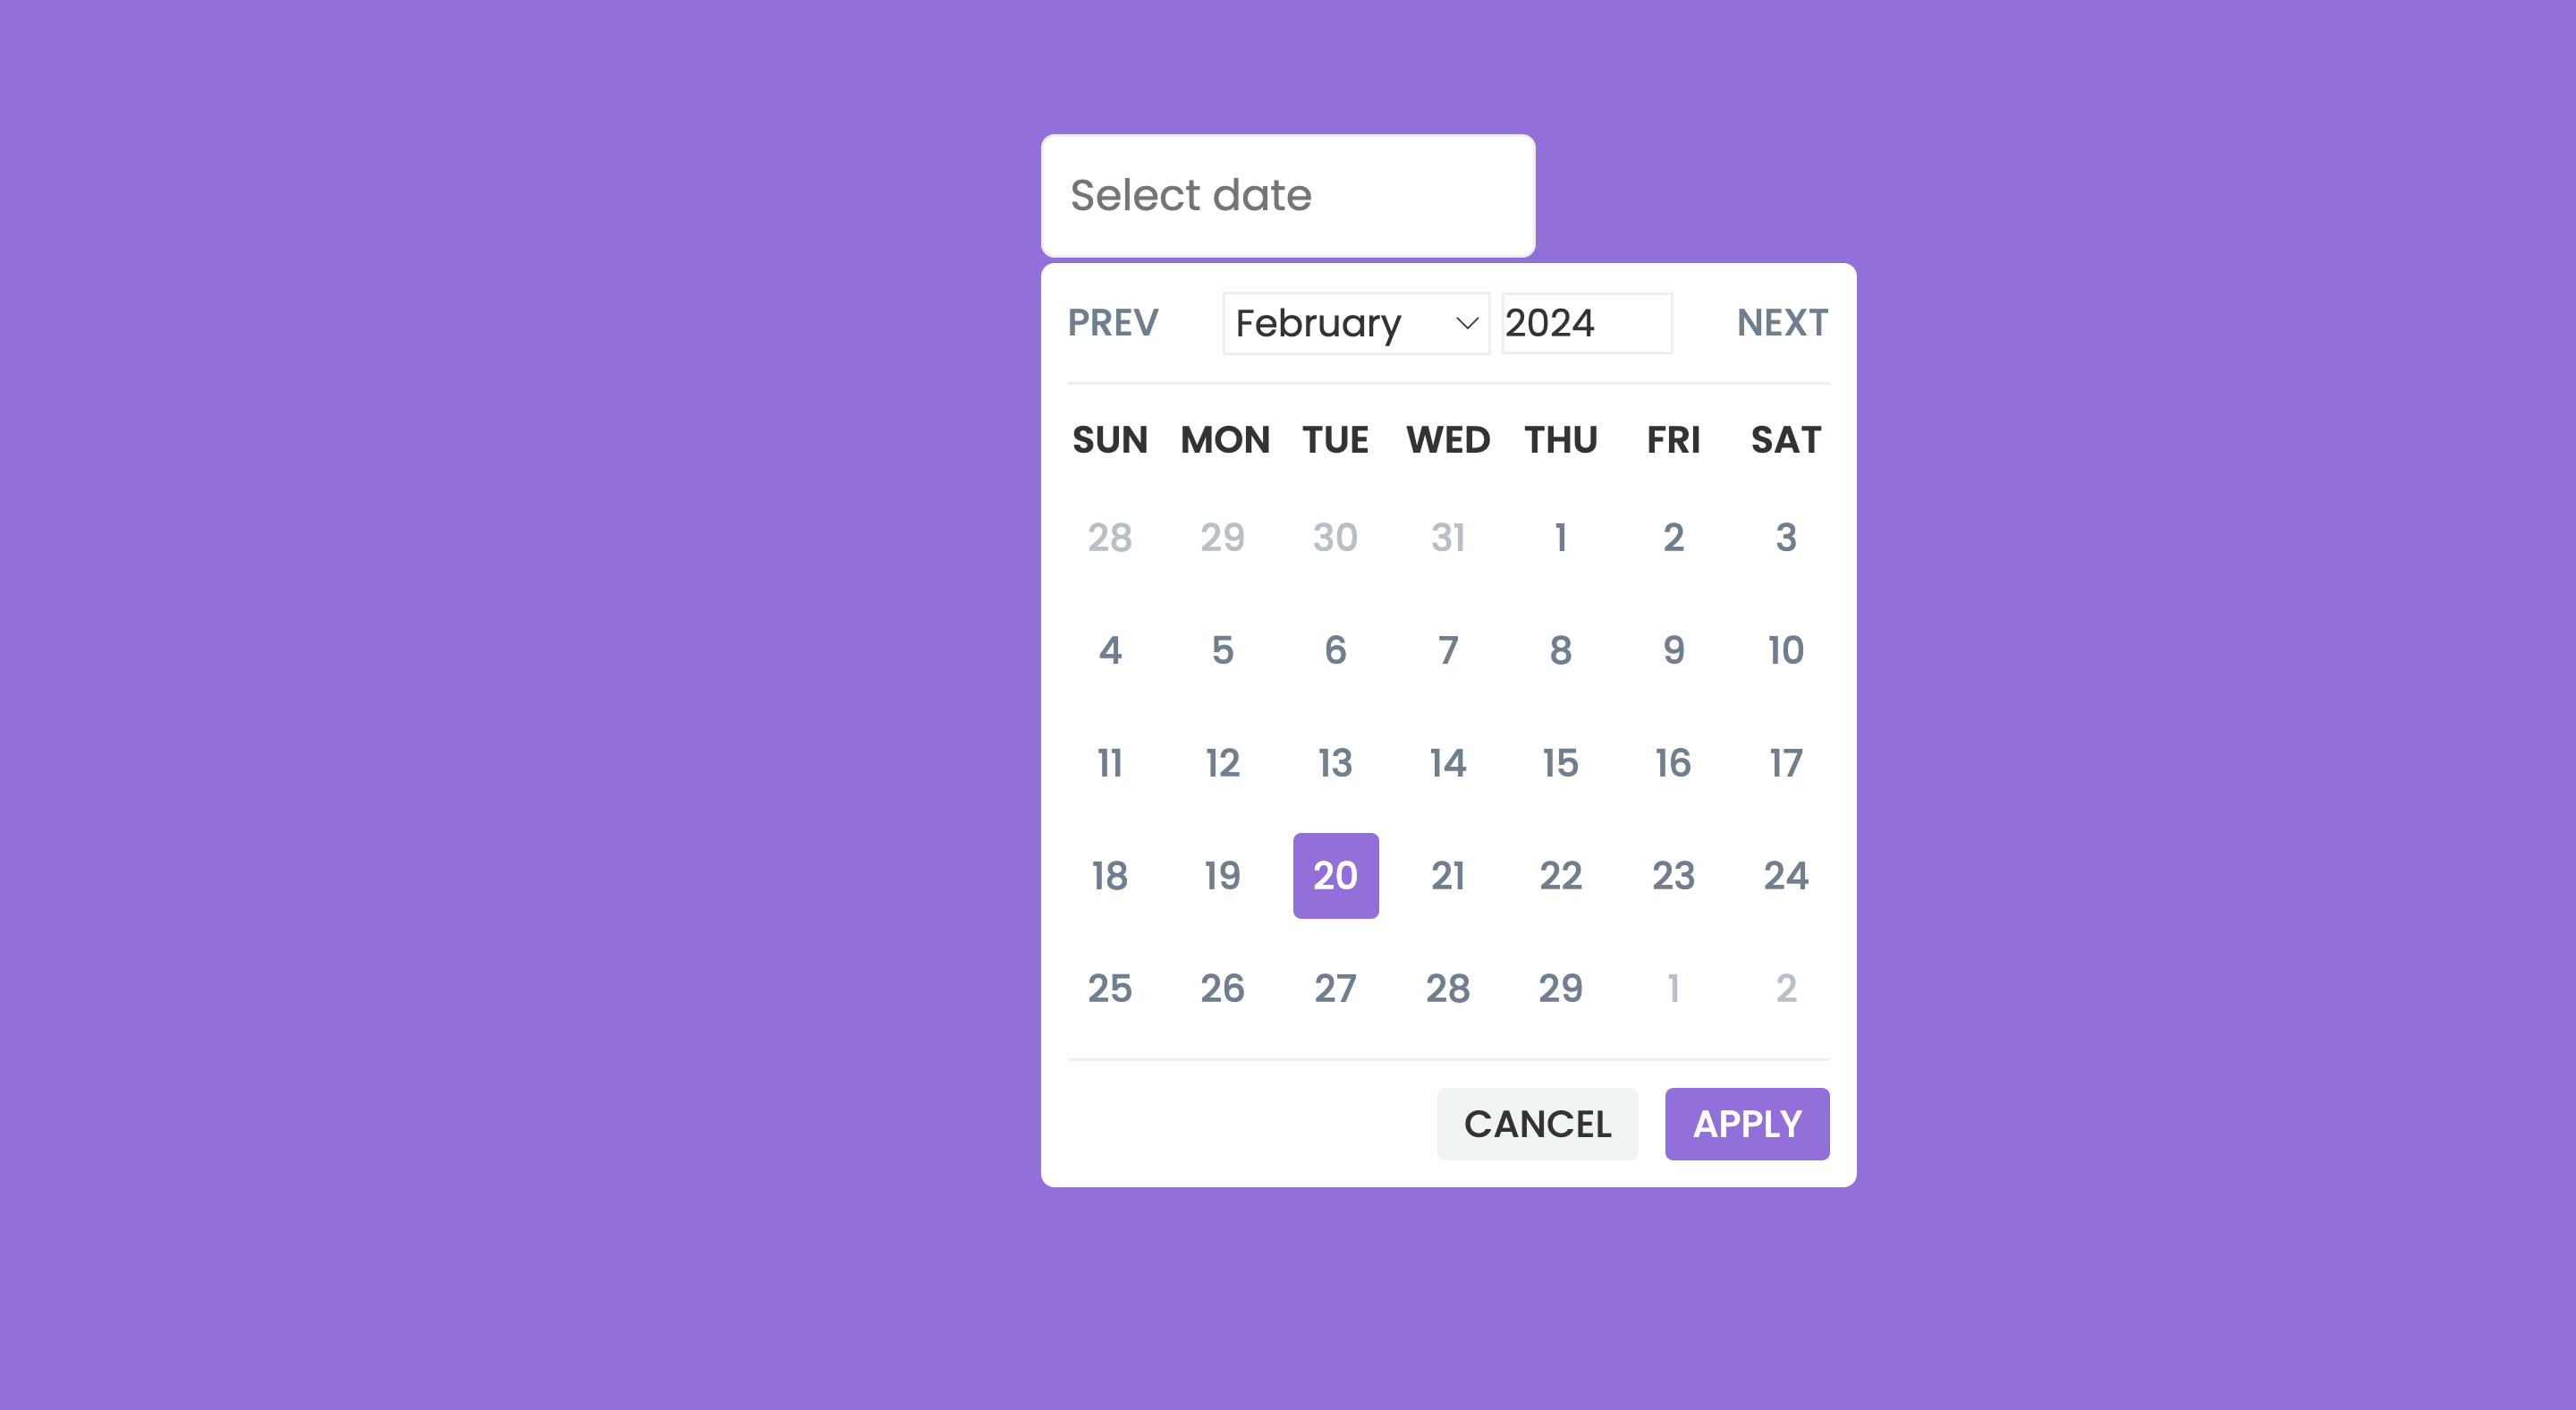 Select date
PREV February 2024 NEXT
SUN MON TUE WED THU FRI SAT
28 29 30 31 1 2 3
4 5 6 7 8 9 10
11 12 13 14 15 16 17
18 19 20 21 22 23 24
25 26 27 28 29 1 2
CANCEL APPLY